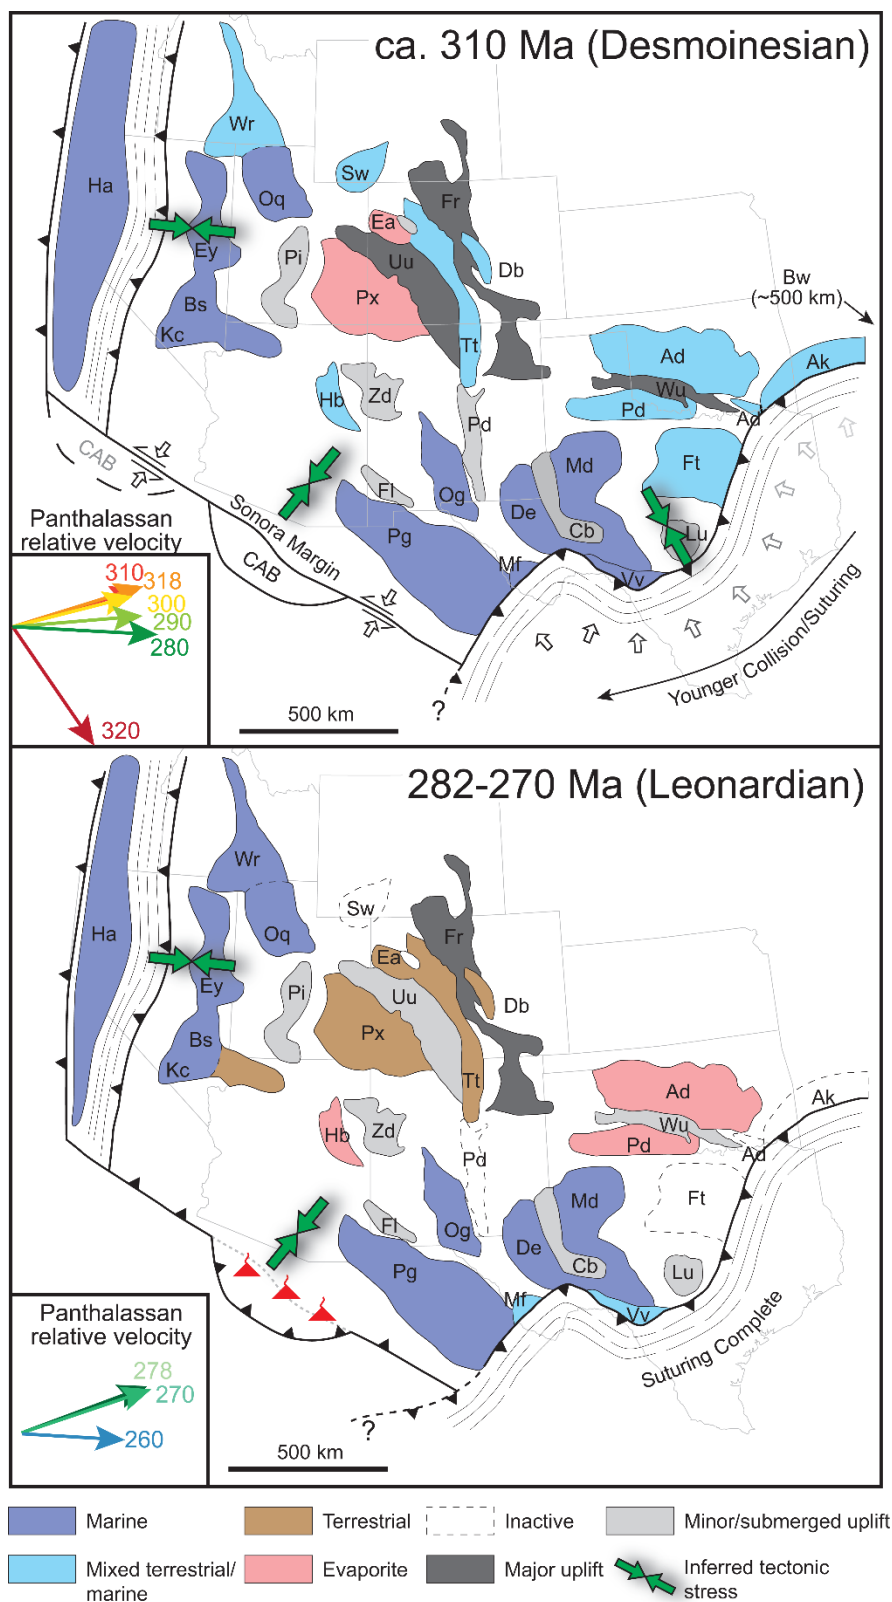 ca. 310 Ma (Desmoinesian)
Wr
Sw
Ha
Oq
Fr
Ea
Ey
Pi
Uu
Db
Bw
(~500 km)
Px
Bs
Kc
Tt
Ad
Ak
Wu
Hb
Zd
Pd
Pd
Ad
CAB
Md
Ft
Sonora Margin
Fl
Og
De
Panthalassan
relative velocity
Pg
Cb
Lu
CAB
Mf
Vv
310
318
300
290
280
320
Younger Collision/Suturing
?
500 km
282-270 Ma (Leonardian)
Wr
Sw
Ha
Oq
Fr
Ea
Ey
Pi
Uu
Db
Px
Bs
Kc
Tt
Ad
Ak
Wu
Hb
Zd
Pd
Pd
Ad
Md
Ft
Fl
Og
De
Pg
Cb
Lu
Mf
Vv
Panthalassan
relative velocity
278
270
260
Suturing Complete
?
500 km
Marine
Terrestrial
Inactive
Minor/submerged uplift
Mixed terrestrial/
marine
Evaporite
Major uplift
Inferred tectonic
stress